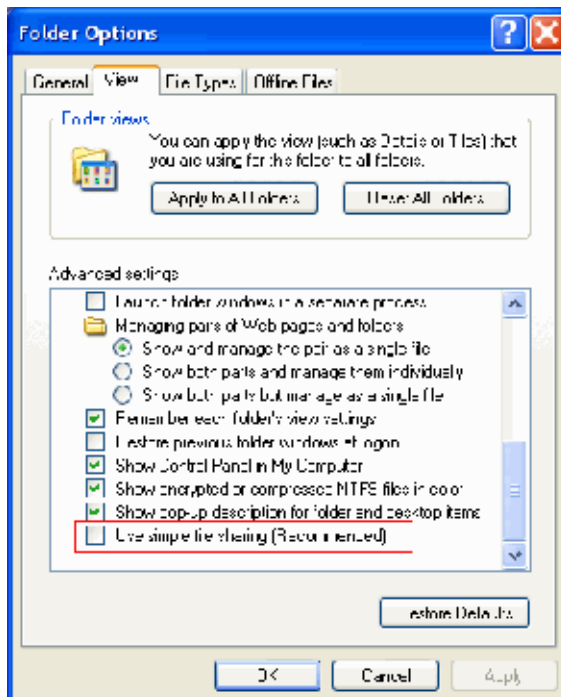 Folder Options
General View File Types Offline Files
Folder views
You can apply the view (such as Details or Tiles) that
you are using for this folder to all folders.
Apply to All Folders Reset All Folders
Advanced settings
Launch folder windows in a separate process
Managing pairs of Web pages and folders
Show and manage the pair as a single file
Show both parts and manage them individually
Show both parts but manage as a single file
Remember each folder's view settings
Restore previous folder windows at logon
Show Control Panel in My Computer
Show encrypted or compressed NTFS files in color
Show pop-up description for folder and desktop items
Use simple file sharing (Recommended)
Restore Defaults
OK Cancel Apply